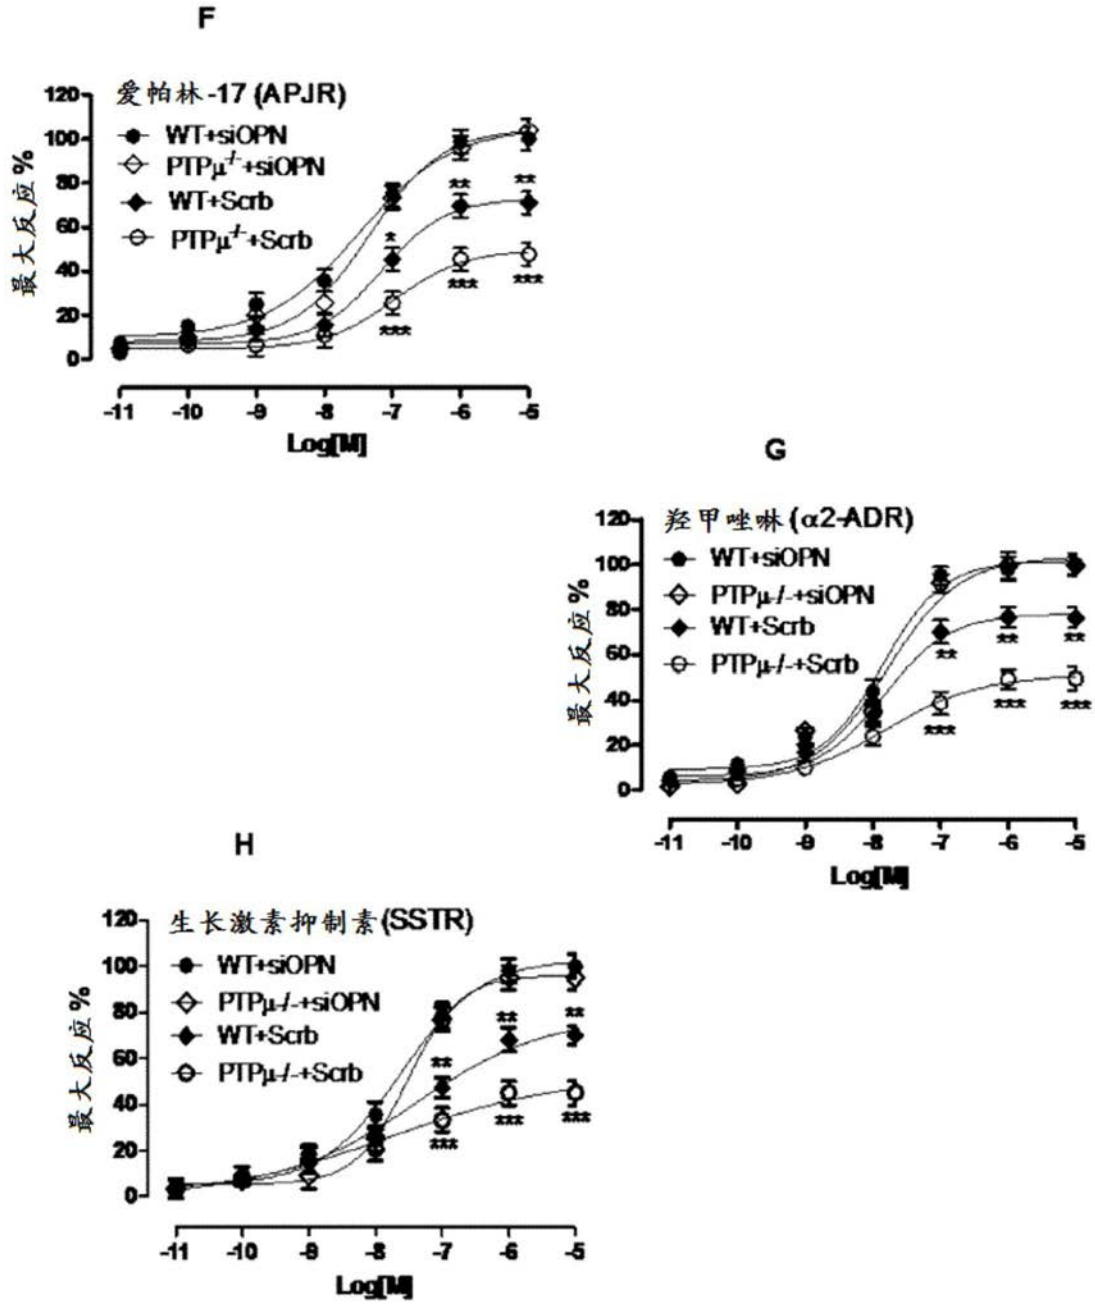 F
爱帕林-17 (APJR)
WT+siOPN
PTPμ-/-+siOPN
WT+Scrb
PTPμ-/-+Scrb
最大反应 %
120
100
80
60
40
20
0
** **
*
*** *** ***
-11 -10 -9 -8 -7 -6 -5
Log[M]
G
羟甲唑啉 (α2-ADR)
WT+siOPN
PTPμ-/-+siOPN
WT+Scrb
PTPμ-/-+Scrb
最大反应 %
120
100
80
60
40
20
0
** ** **
*** *** ***
-11 -10 -9 -8 -7 -6 -5
Log[M]
H
生长激素抑制素 (SSTR)
WT+siOPN
PTPμ-/-+siOPN
WT+Scrb
PTPμ-/-+Scrb
最大反应 %
120
100
80
60
40
20
0
** ** **
*** *** ***
-11 -10 -9 -8 -7 -6 -5
Log[M]